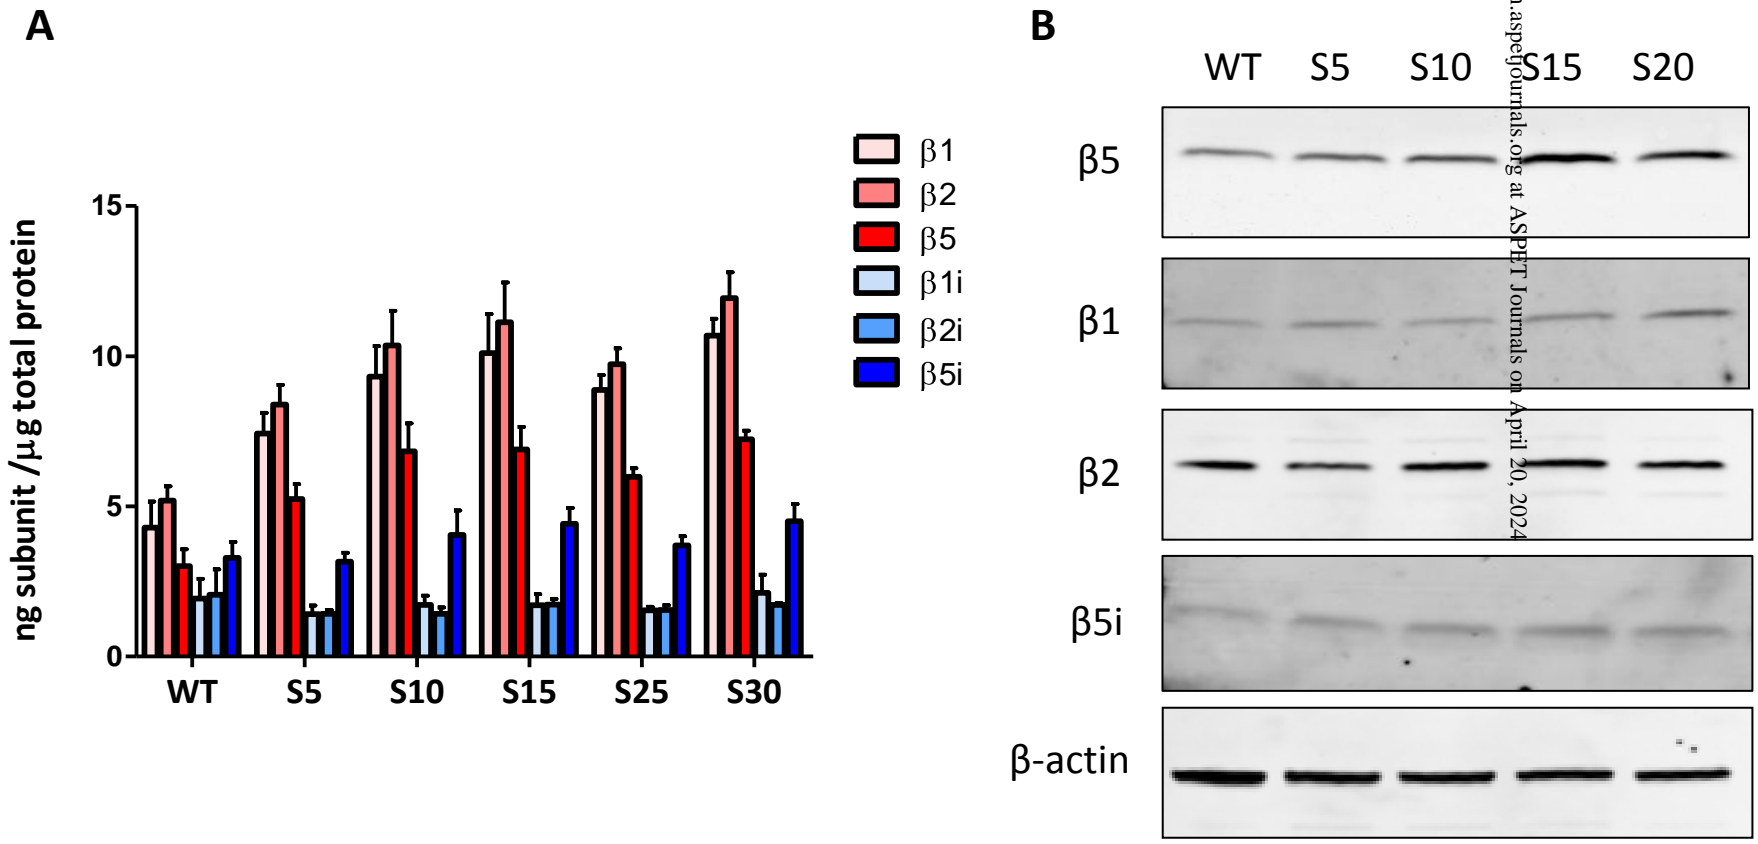 A
ng subunit /μg total protein
15
10
5
0
WT S5 S10 S15 S25 S30
β1
β2
β5
β1i
β2i
β5i
B
WT S5 S10 S15 S20
β5
β1
β2
β5i
β-actin
.aspetjournals.org at ASPET Journals on April 20, 2024